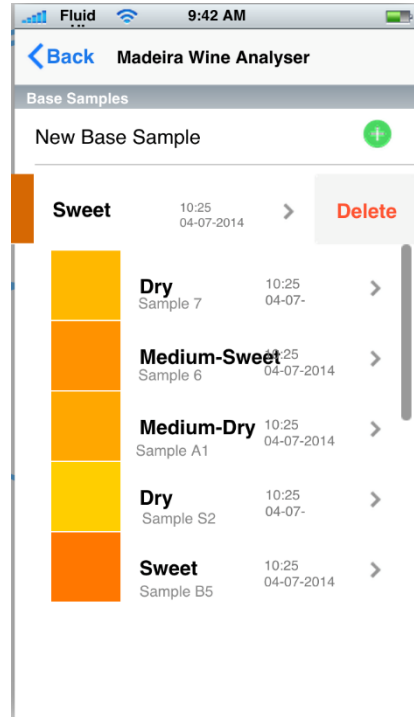 Fluid 9:42 AM
Back Madeira Wine Analyser
Base Samples
New Base Sample
Sweet 10:25 Delete
04-07-2014
Dry 10:25
Sample 7 04-07-
Medium-Sweet 10:25
Sample 6 04-07-2014
Medium-Dry 10:25
Sample A1 04-07-2014
Dry 10:25
Sample S2 04-07-
Sweet 10:25
Sample B5 04-07-2014